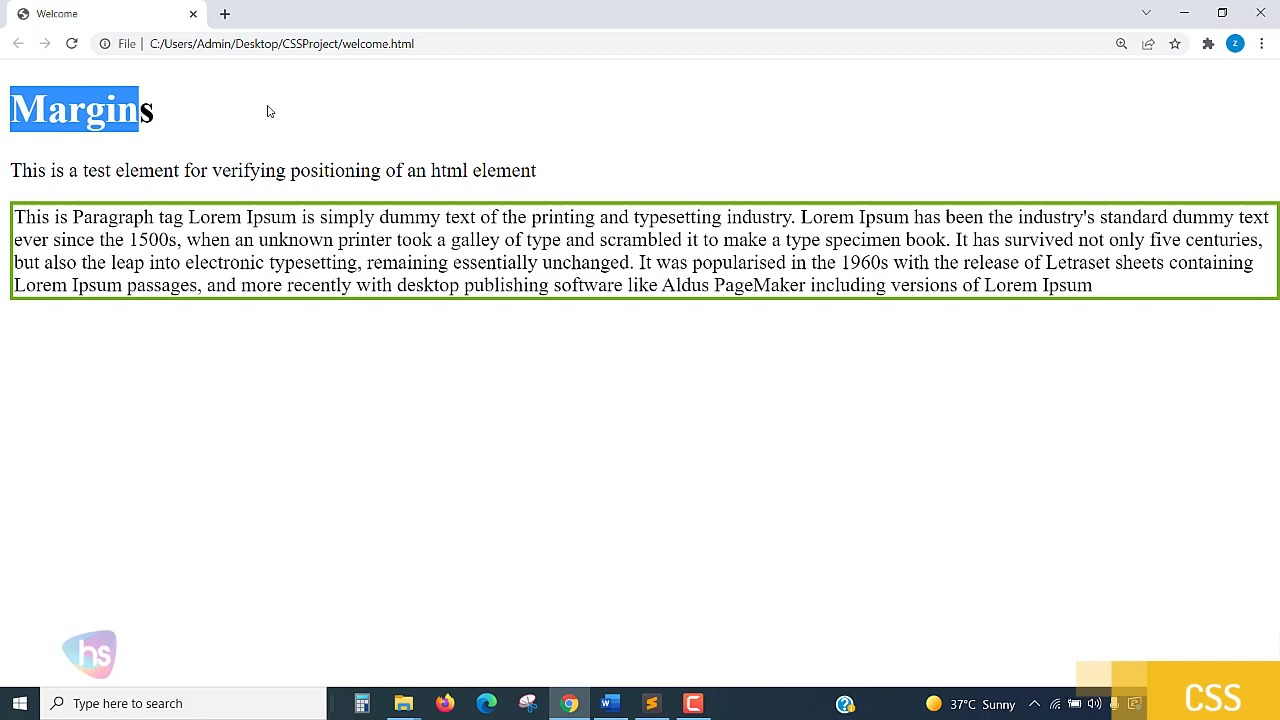 Welcome
File
C:/Users/Admin/Desktop/CSSProject/welcome.html
Z
Margins
This is a test element for verifying positioning of an html element
This is Paragraph tag Lorem Ipsum is simply dummy text of the printing and typesetting industry. Lorem Ipsum has been the industry's standard dummy text
ever since the 1500s, when an unknown printer took a galley of type and scrambled it to make a type specimen book. It has survived not only five centuries,
but also the leap into electronic typesetting, remaining essentially unchanged. It was popularised in the 1960s with the release of Letraset sheets containing
Lorem Ipsum passages, and more recently with desktop publishing software like Aldus PageMaker including versions of Lorem Ipsum
hs
Type here to search
37°C Sunny
CSS